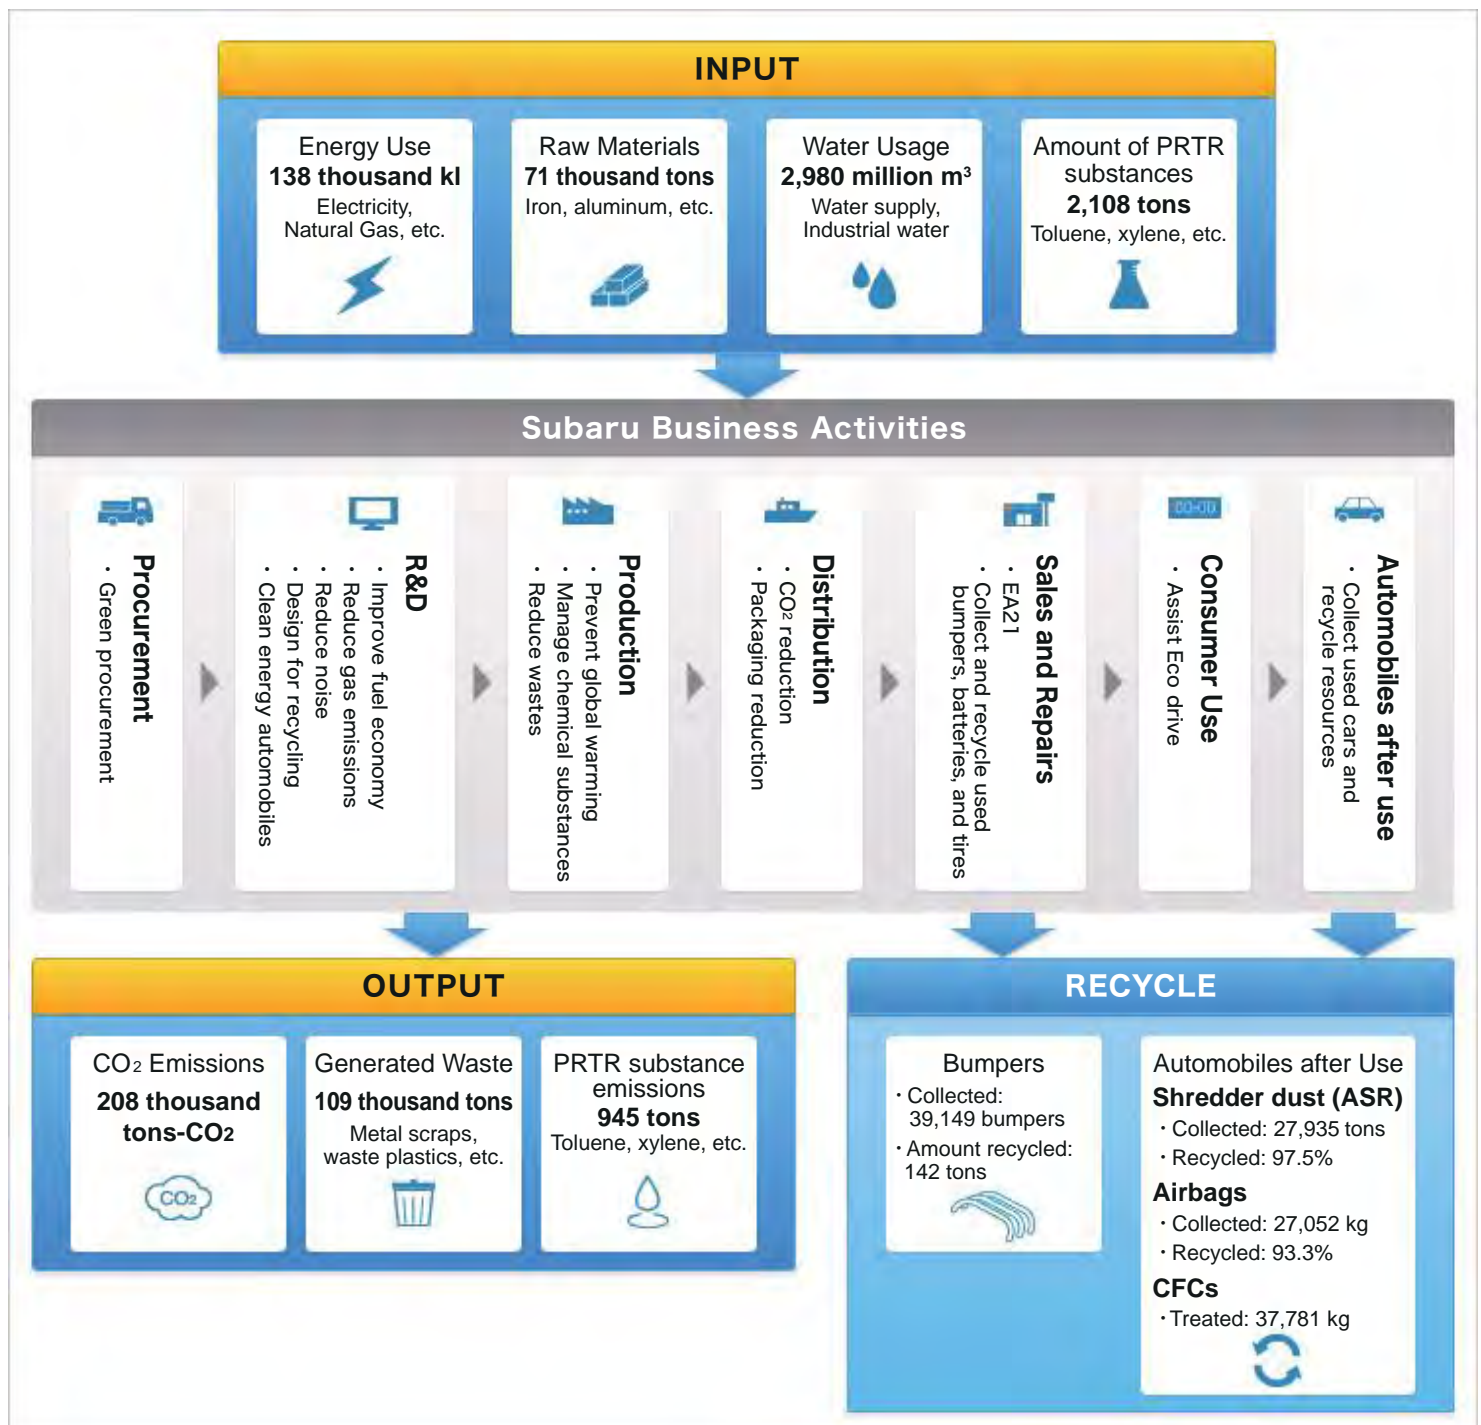 INPUT
Energy Use
138 thousand kl
Electricity,
Natural Gas, etc.
Raw Materials
71 thousand tons
Iron, aluminum, etc.
Water Usage
2,980 million m³
Water supply,
Industrial water
Amount of PRTR
substances
2,108 tons
Toluene, xylene, etc.
Subaru Business Activities
Procurement
· Green procurement
R&D
· Improve fuel economy
· Reduce gas emissions
· Reduce noise
· Design for recycling
· Clean energy automobiles
Production
· Prevent global warming
· Manage chemical substances
· Reduce wastes
Distribution
· CO² reduction
· Packaging reduction
Sales and Repairs
· EA21
· Collect and recycle used
bumpers, batteries, and tires
00:00
Consumer Use
· Assist Eco drive
Automobiles after use
· Collect used cars and
recycle resources
OUTPUT
CO₂ Emissions
208 thousand
tons-CO₂
CO₂
Generated Waste
109 thousand tons
Metal scraps,
waste plastics, etc.
PRTR substance
emissions
945 tons
Toluene, xylene, etc.
RECYCLE
Bumpers
· Collected:
39,149 bumpers
· Amount recycled:
142 tons
Automobiles after Use
Shredder dust (ASR)
· Collected: 27,935 tons
· Recycled: 97.5%
Airbags
· Collected: 27,052 kg
· Recycled: 93.3%
CFCs
· Treated: 37,781 kg